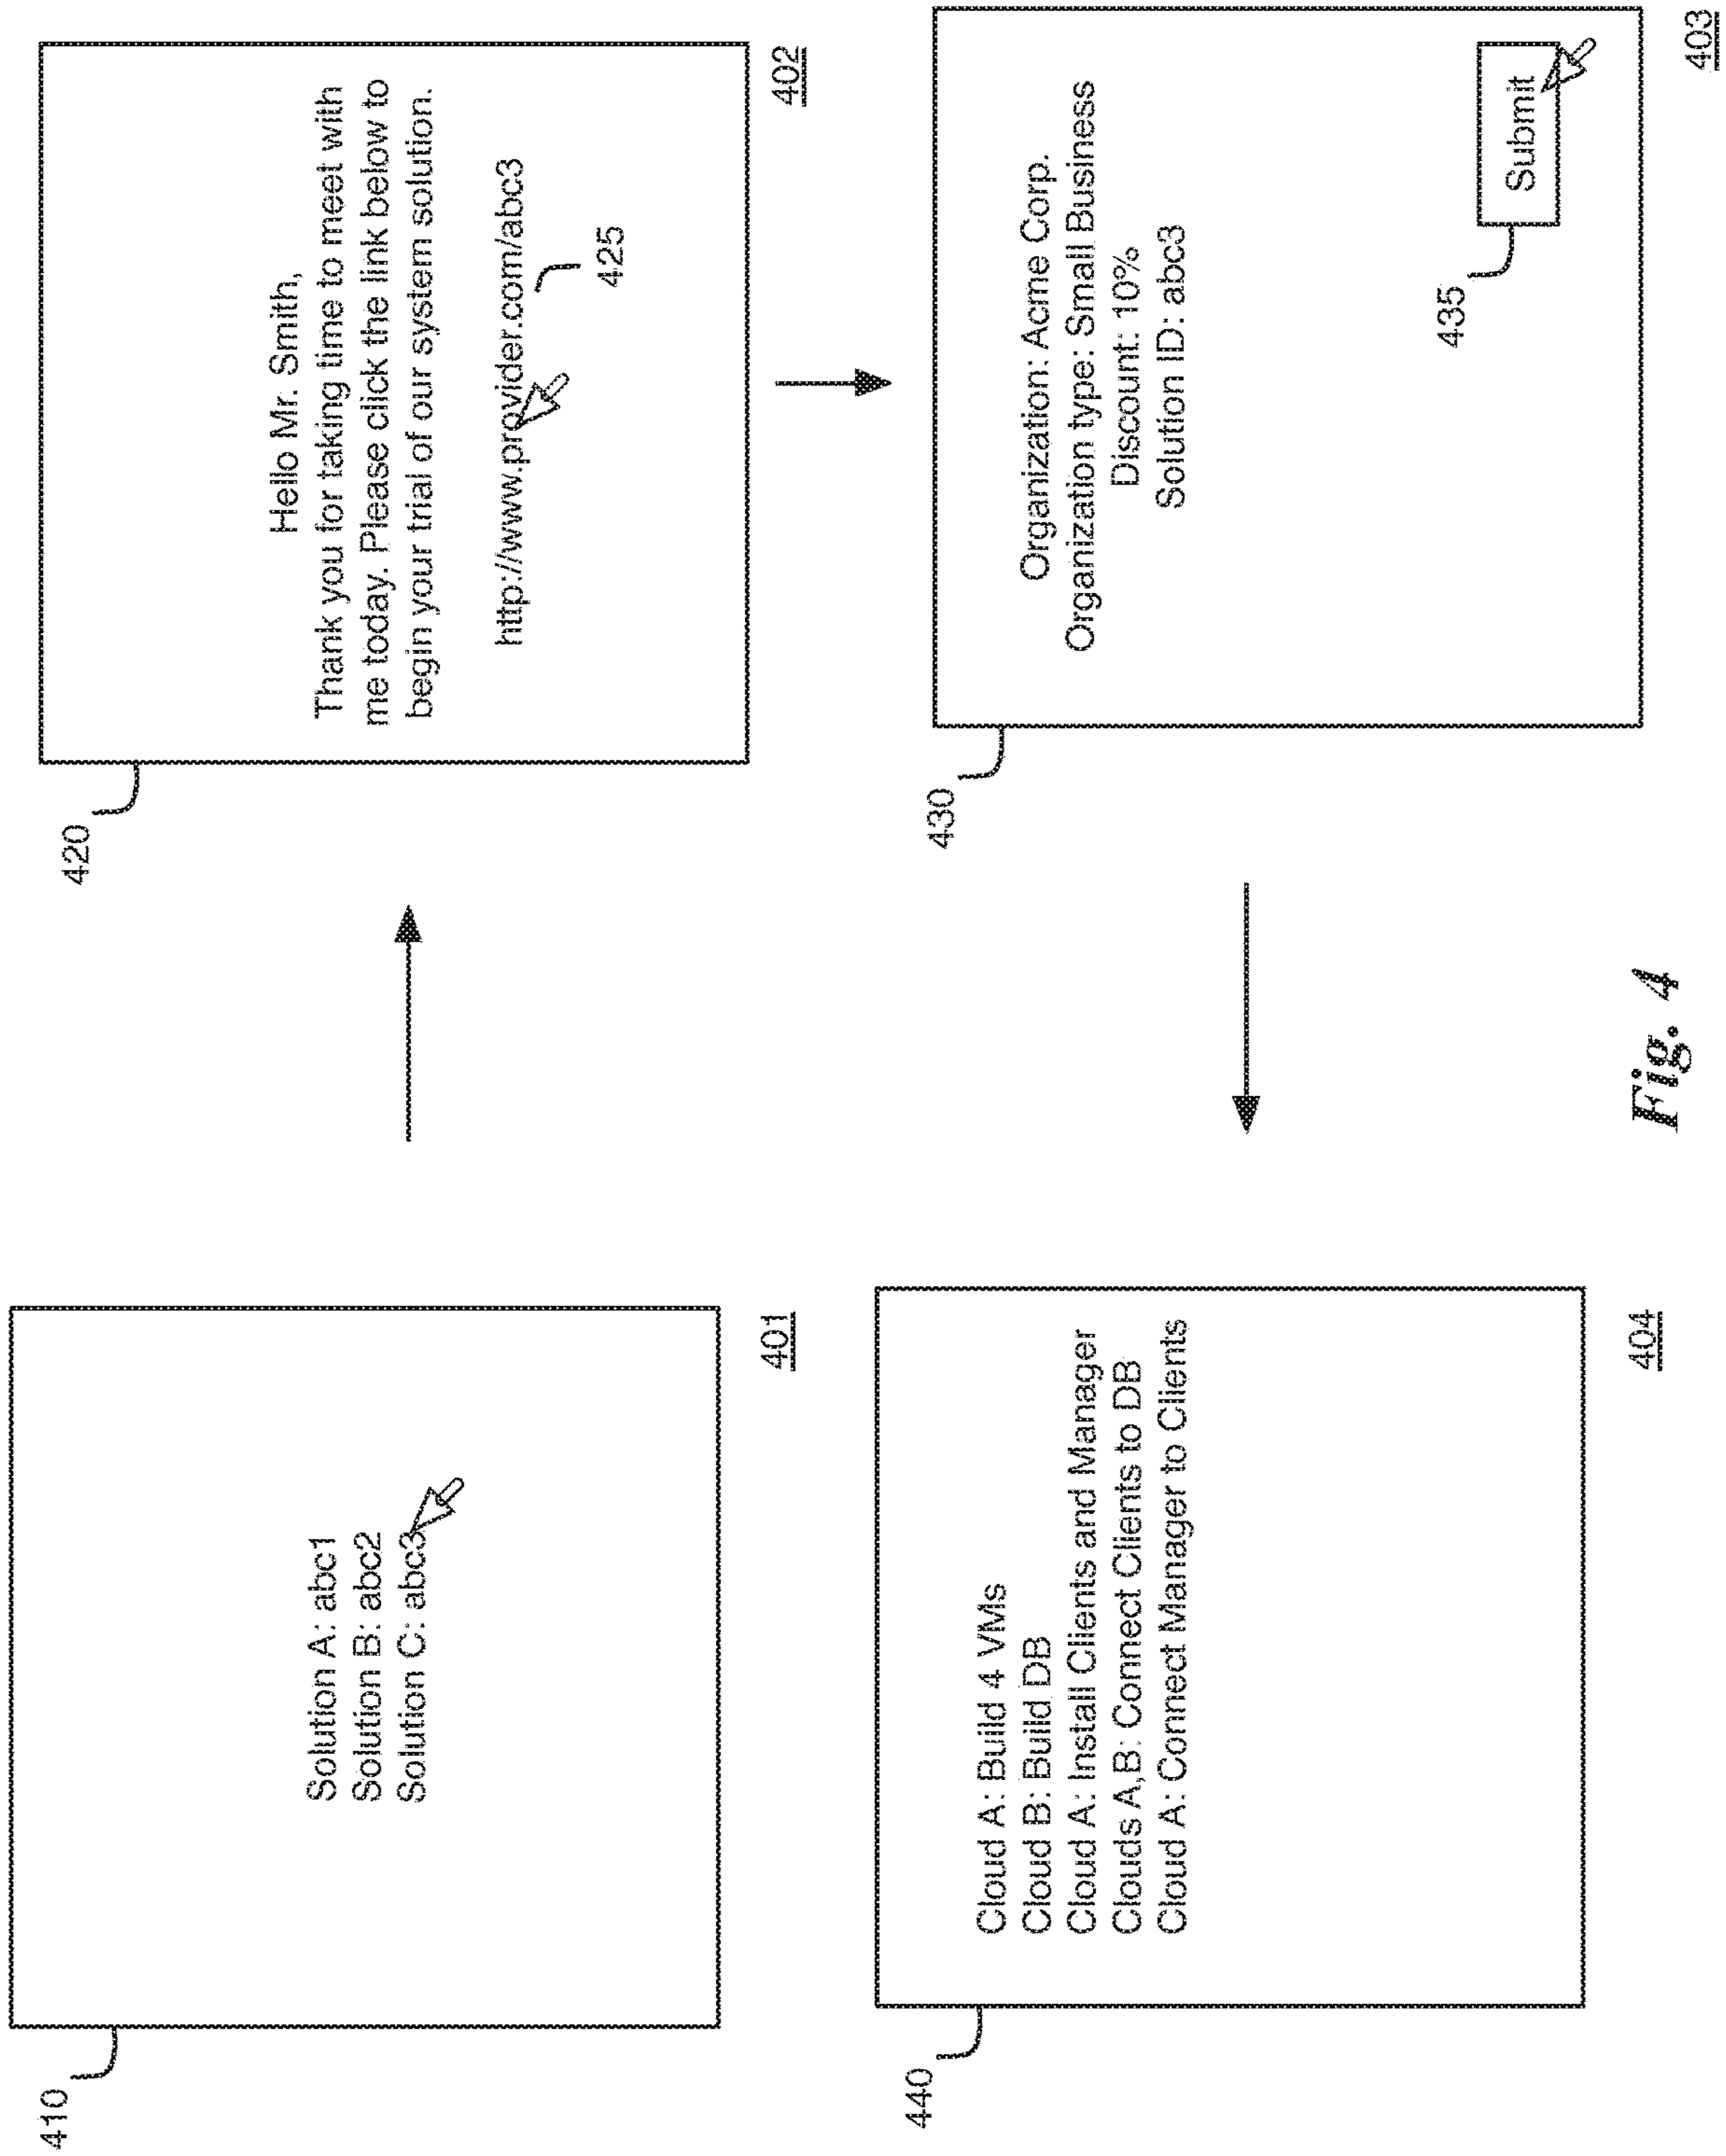 410
Solution A: abc1
Solution B: abc2
Solution C: abc3
401
420
Hello Mr. Smith,
Thank you for taking time to meet with
me today. Please click the link below to
begin your trial of our system solution.
http://www.provider.com/abc3
425
402
440
Cloud A: Build 4 VMs
Cloud B: Build DB
Cloud A: Install Clients and Manager
Clouds A,B: Connect Clients to DB
Cloud A: Connect Manager to Clients
404
430
Organization: Acme Corp.
Organization type: Small Business
Discount: 10%
Solution ID: abc3
435
Submit
403
Fig. 4